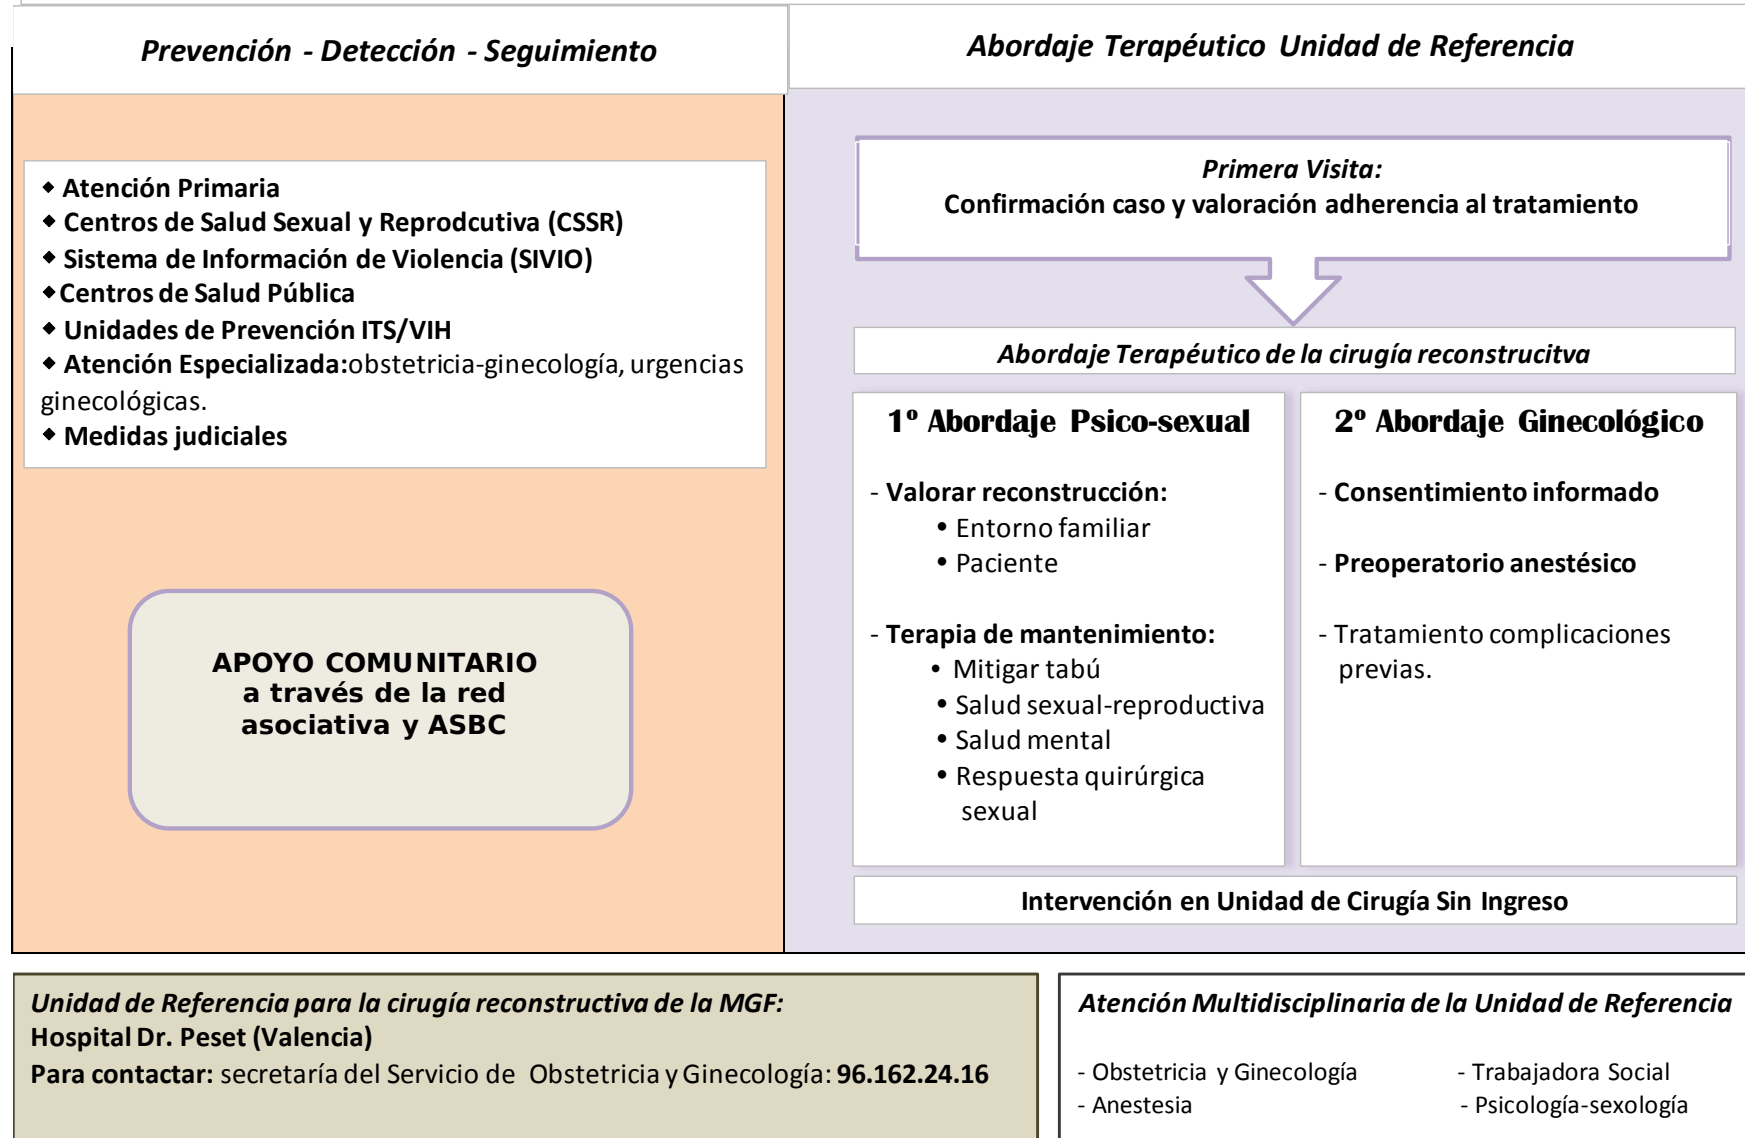 Prevención - Detección - Seguimiento
◆ Atención Primaria
◆ Centros de Salud Sexual y Reprodcutiva (CSSR)
◆ Sistema de Información de Violencia (SIVIO)
◆Centros de Salud Pública
◆ Unidades de Prevención ITS/VIH
◆ Atención Especializada:obstetricia-ginecología, urgencias
ginecológicas.
◆ Medidas judiciales
APOYO COMUNITARIO
a través de la red
asociativa y ASBC
Abordaje Terapéutico Unidad de Referencia
Primera Visita:
Confirmación caso y valoración adherencia al tratamiento
Abordaje Terapéutico de la cirugía reconstrucitva
1º Abordaje Psico-sexual
- Valorar reconstrucción:
• Entorno familiar
• Paciente
- Terapia de mantenimiento:
• Mitigar tabú
• Salud sexual-reproductiva
• Salud mental
• Respuesta quirúrgica
sexual
2º Abordaje Ginecológico
- Consentimiento informado
- Preoperatorio anestésico
- Tratamiento complicaciones
previas.
Intervención en Unidad de Cirugía Sin Ingreso
Unidad de Referencia para la cirugía reconstructiva de la MGF:
Hospital Dr. Peset (Valencia)
Para contactar: secretaría del Servicio de Obstetricia y Ginecología: 96.162.24.16
Atención Multidisciplinaria de la Unidad de Referencia
- Obstetricia y Ginecología - Trabajadora Social
- Anestesia - Psicología-sexología